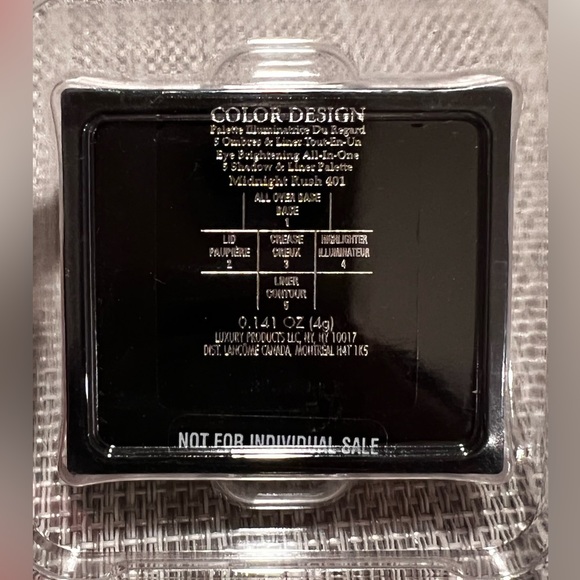 COLOR DESIGN
Palette Illuminatrice Du Regard
5 Ombres & Liner Tout-En-Un
Eye Brightening All-In-One
5 Shadow & Liner Palette
Midnight Rush 401
ALL OVER BASE
BASE
1
LID
PAUPIÈRE
2
CREASE
CREUX
3
HIGHLIGHTER
ILLUMINATEUR
4
LINER
CONTOUR
5
0.141 OZ (4g)
LUXURY PRODUCTS LLC, NY, NY 10017
DIST. LANCÔME CANADA, MONTREAL H4T 1K5
NOT FOR INDIVIDUAL SALE